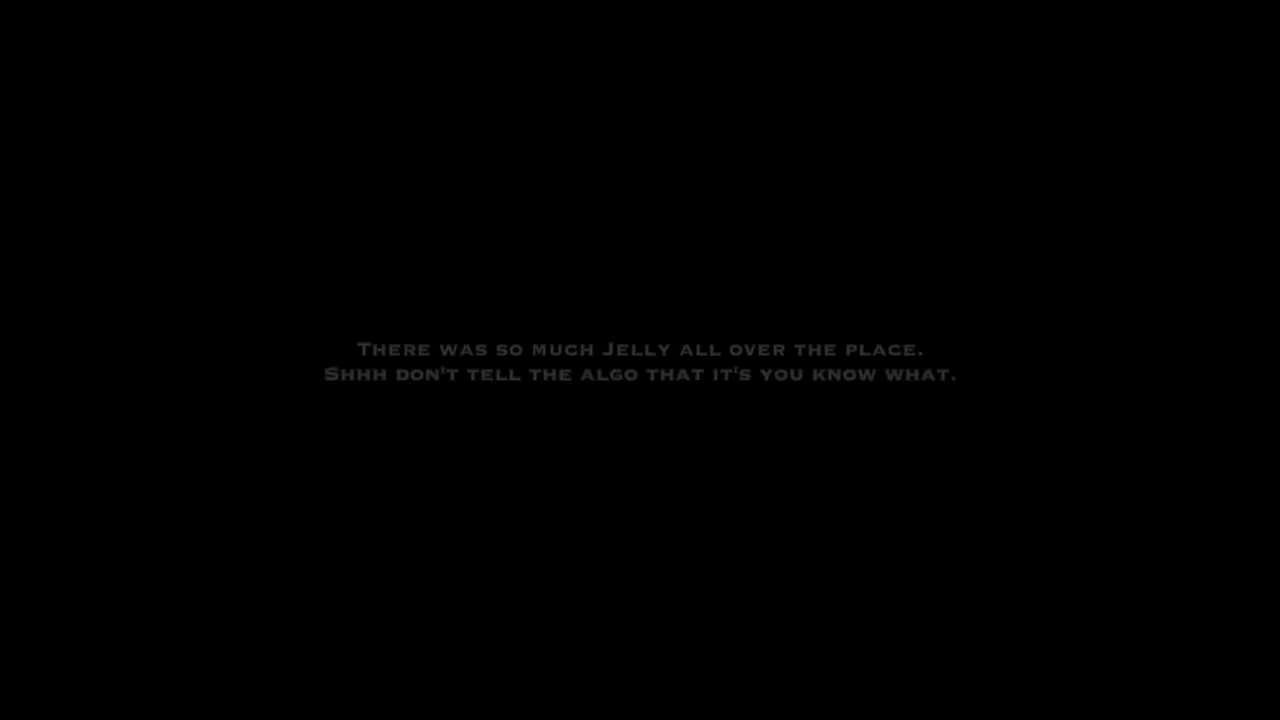 There was so much Jelly all over the place.
Shhh don't tell the algo that it's you know what.